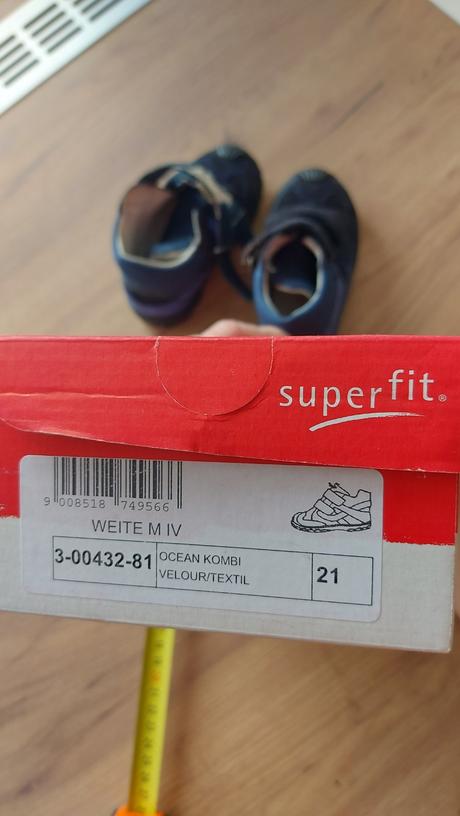 superfit®
9 008518 749566
WEITE M IV
3-00432-81
OCEAN KOMBI
VELOUR/TEXTIL
21